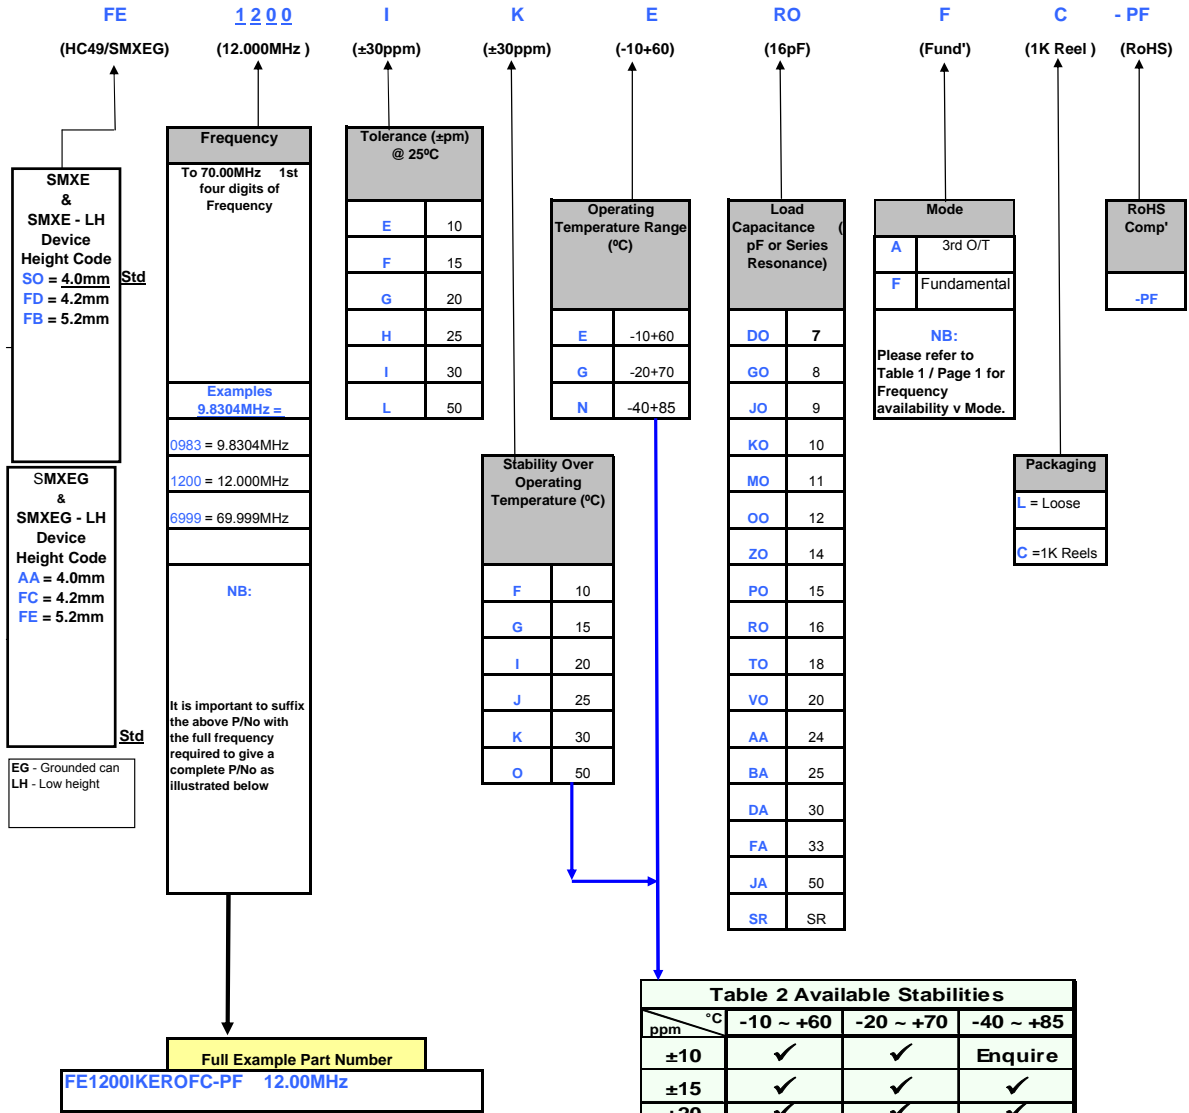 FE 1200 I K E RO F C - PF
(HC49/SMXEG) (12.000MHz ) (±30ppm) (±30ppm) (-10+60) (16pF) (Fund') (1K Reel ) (RoHS)
SMXE
&
SMXE - LH
Device
Height Code
SO = 4.0mm Std
FD = 4.2mm
FB = 5.2mm
SMXEG
&
SMXEG - LH
Device
Height Code
AA = 4.0mm
FC = 4.2mm
FE = 5.2mm
Std
EG - Grounded can
LH - Low height
Frequency
To 70.00MHz 1st
four digits of
Frequency
Examples
9.8304MHz =
0983 = 9.8304MHz
1200 = 12.000MHz
6999 = 69.999MHz
NB:
It is important to suffix
the above P/No with
the full frequency
required to give a
complete P/No as
illustrated below
Full Example Part Number
FE1200IKEROFC-PF 12.00MHz
Tolerance (±pm)
@ 25ºC
E 10
F 15
G 20
H 25
I 30
L 50
Stability Over
Operating
Temperature (ºC)
F 10
G 15
I 20
J 25
K 30
O 50
Operating
Temperature Range
(ºC)
E -10+60
G -20+70
N -40+85
Load
Capacitance (
pF or Series
Resonance)
DO 7
GO 8
JO 9
KO 10
MO 11
OO 12
ZO 14
PO 15
RO 16
TO 18
VO 20
AA 24
BA 25
DA 30
FA 33
JA 50
SR SR
Mode
A 3rd O/T
F Fundamental
NB:
Please refer to
Table 1 / Page 1 for
Frequency
availability v Mode.
Packaging
L = Loose
C =1K Reels
RoHS
Comp'
-PF
Table 2 Available Stabilities
ppm °C -10 ~ +60 -20 ~ +70 -40 ~ +85
±10 ✓ ✓ Enquire
±15 ✓ ✓ ✓
±20 ✓ ✓ ✓